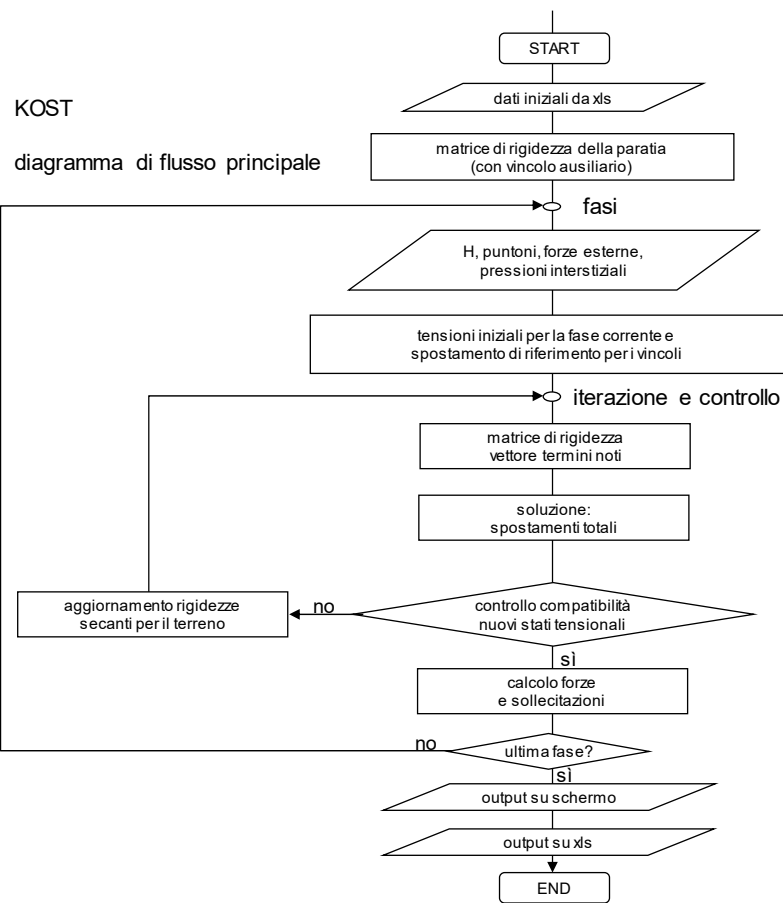 START
dati iniziali da xls
KOST
diagramma di flusso principale
matrice di rigidezza della paratia
(con vincolo ausiliario)
fasi
H, puntoni, forze esterne,
pressioni interstiziali
tensioni iniziali per la fase corrente e
spostamento di riferimento per i vincoli
iterazione e controllo
matrice di rigidezza
vettore termini noti
soluzione:
spostamenti totali
controllo compatibilità
nuovi stati tensionali
no
aggiornamento rigidezze
secanti per il terreno
sì
calcolo forze
e sollecitazioni
ultima fase?
no
sì
output su schermo
output su xls
END